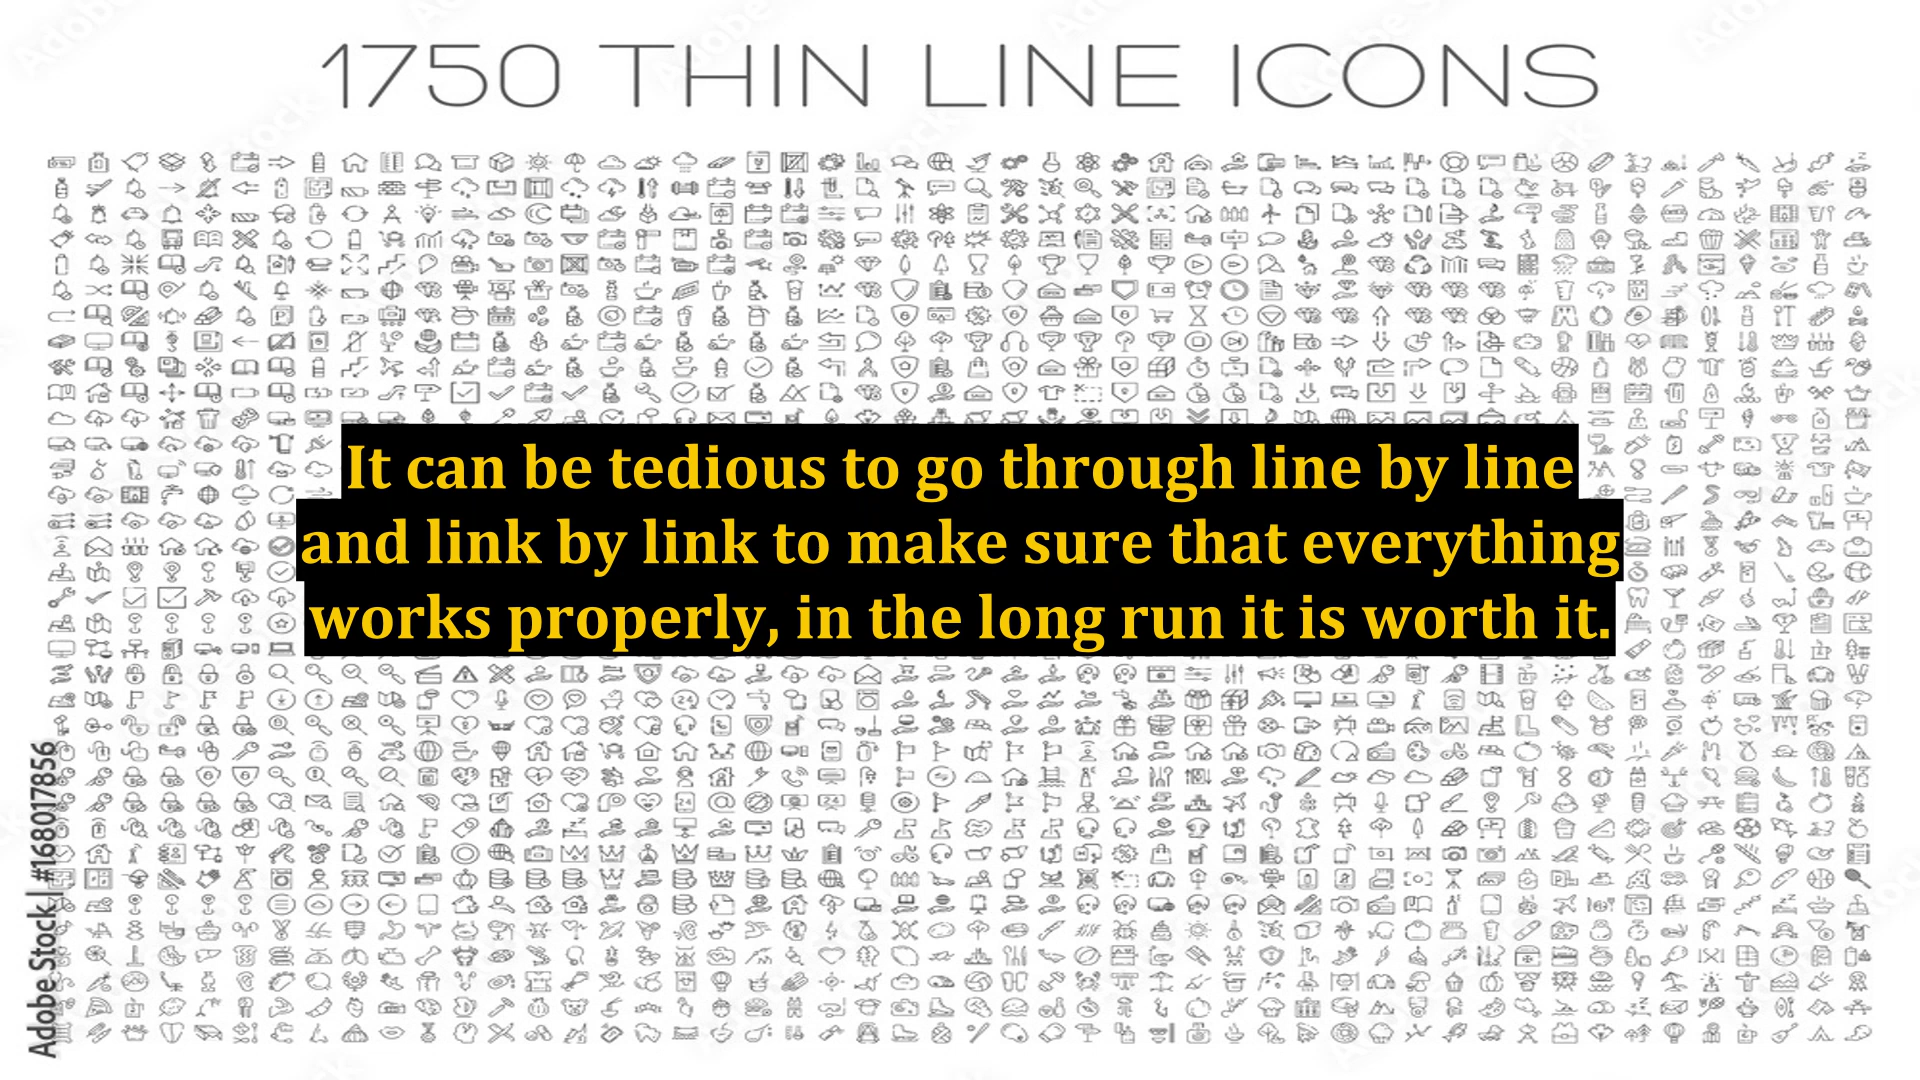 1750 THIN LINE ICONS
It can be tedious to go through line by line
and link by link to make sure that everything
works properly, in the long run it is worth it.
Adobe Stock | #1680177856